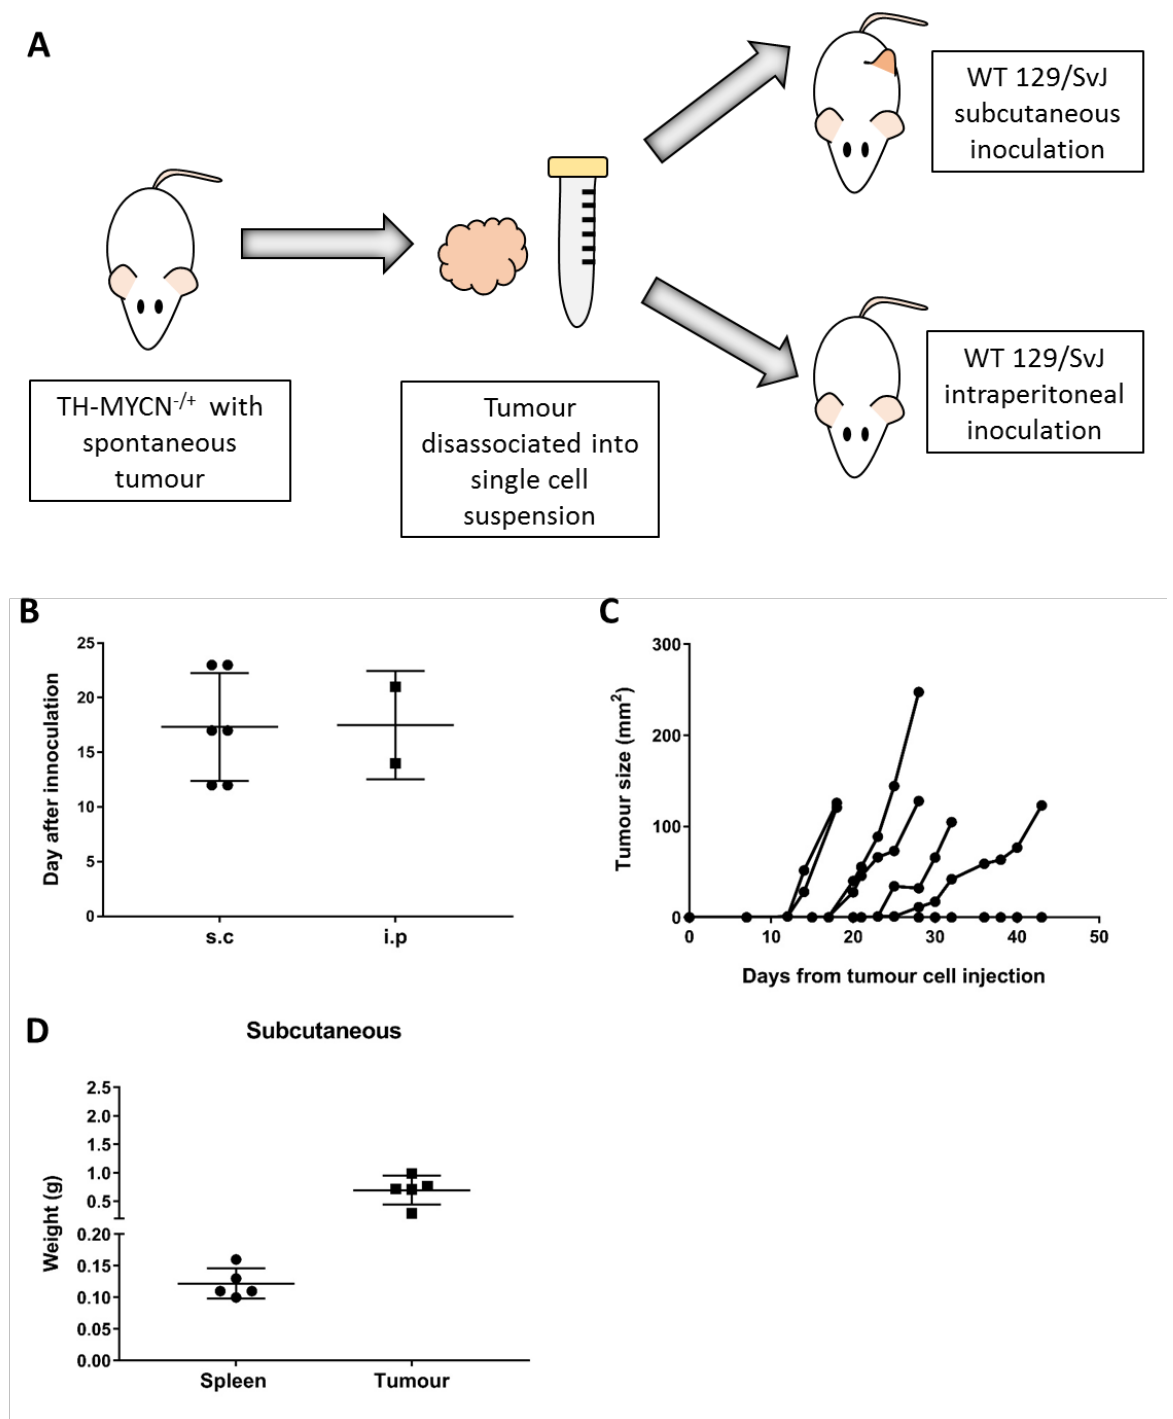 A
WT 129/SvJ
subcutaneous
inoculation
TH-MYCN-/+ with
spontaneous
tumour
Tumour
disassociated into
single cell
suspension
WT 129/SvJ
intraperitoneal
inoculation
B
Day after innoculation
25
20
15
10
5
0
s.c
i.p
C
Tumour size (mm²)
300
200
100
0
0 10 20 30 40 50
Days from tumour cell injection
D
Subcutaneous
Weight (g)
2.5
2.0
1.5
1.0
0.5
0.20
0.15
0.10
0.05
0.00
Spleen
Tumour